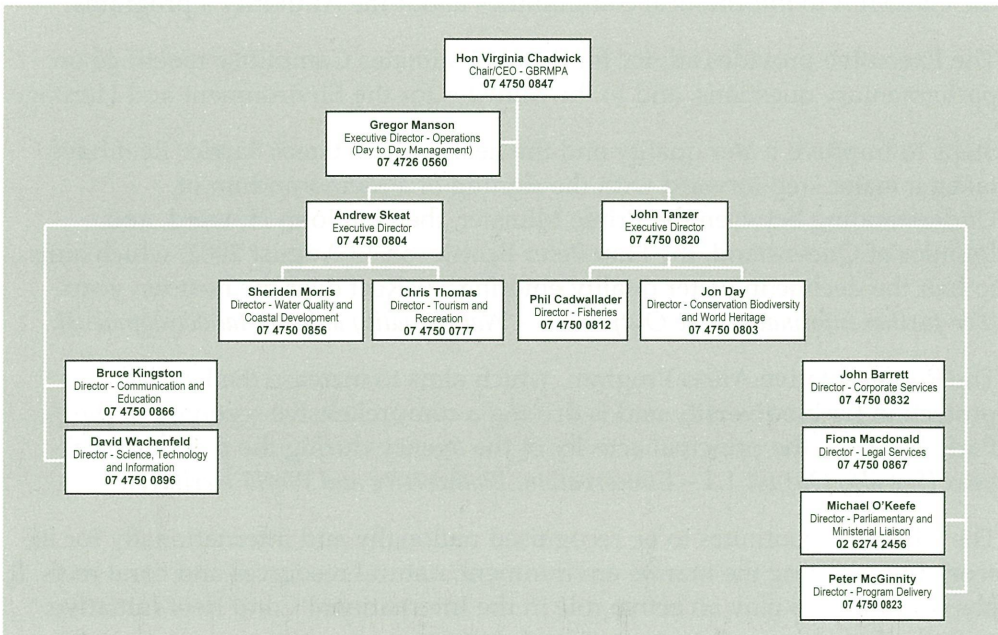 Hon Virginia Chadwick
Chair/CEO - GBRMPA
07 4750 0847
Gregor Manson
Executive Director - Operations
(Day to Day Management)
07 4726 0560
Andrew Skeat
Executive Director
07 4750 0804
John Tanzer
Executive Director
07 4750 0820
Sheriden Morris
Director - Water Quality and
Coastal Development
07 4750 0856
Chris Thomas
Director - Tourism and
Recreation
07 4750 0777
Phil Cadwallader
Director - Fisheries
07 4750 0812
Jon Day
Director - Conservation Biodiversity
and World Heritage
07 4750 0803
Bruce Kingston
Director - Communication and
Education
07 4750 0866
David Wachenfeld
Director - Science, Technology
and Information
07 4750 0896
John Barrett
Director - Corporate Services
07 4750 0832
Fiona Macdonald
Director - Legal Services
07 4750 0867
Michael O'Keefe
Director - Parliamentary and
Ministerial Liaison
02 6274 2456
Peter McGinnity
Director - Program Delivery
07 4750 0823